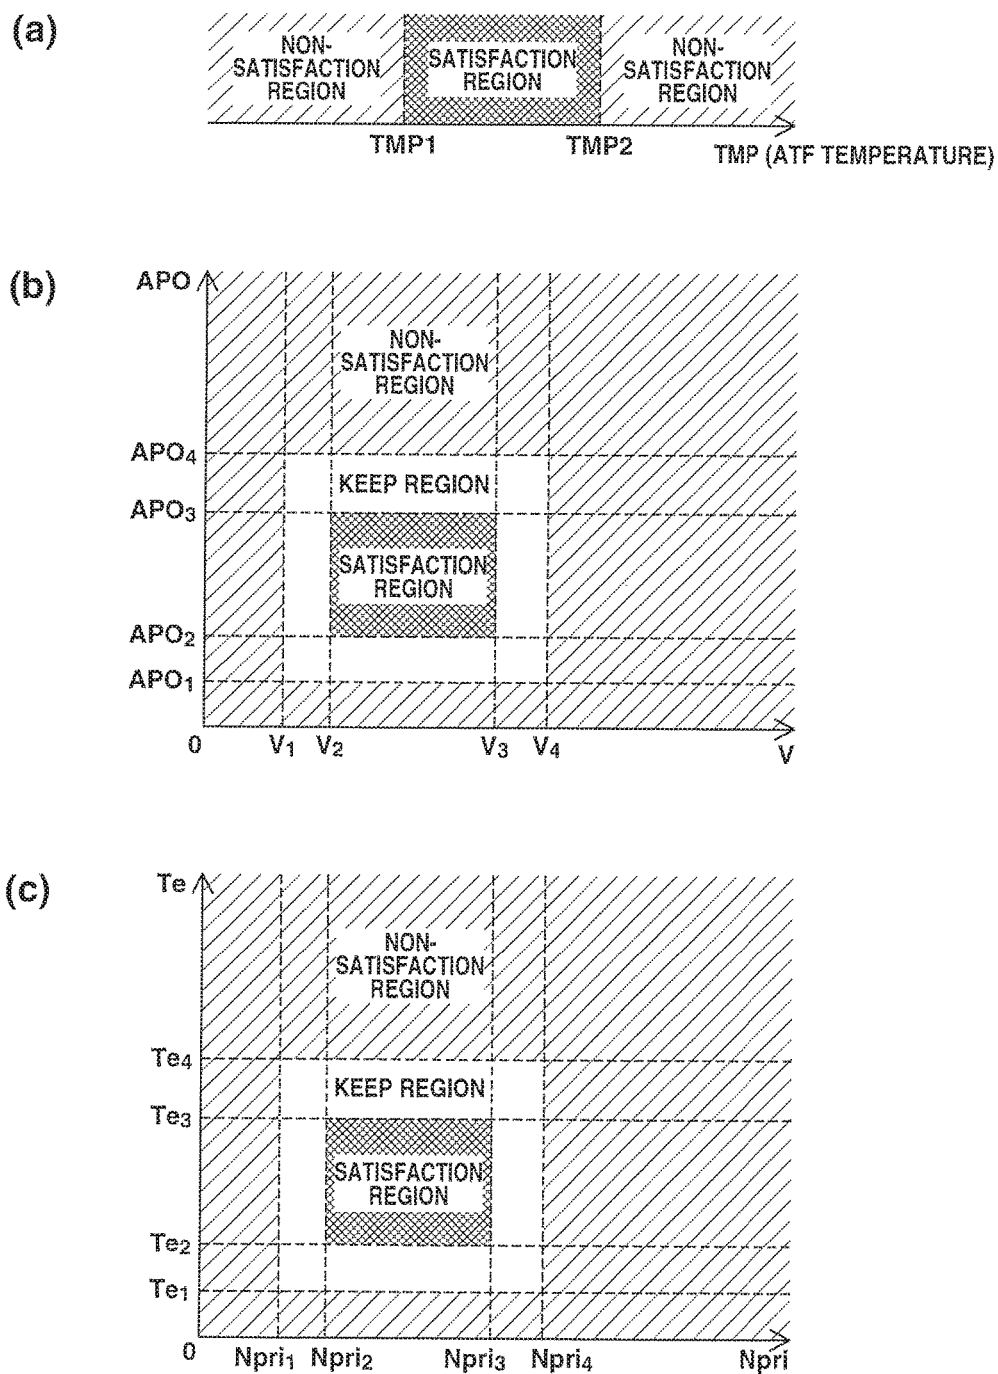 (a)
NON-
SATISFACTION
REGION
SATISFACTION
REGION
NON-
SATISFACTION
REGION
TMP1
TMP2
TMP (ATF TEMPERATURE)
(b)
APO
NON-
SATISFACTION
REGION
APO4
KEEP REGION
APO3
SATISFACTION
REGION
APO2
APO1
0
V1
V2
V3
V4
V
(c)
Te
NON-
SATISFACTION
REGION
Te4
KEEP REGION
Te3
SATISFACTION
REGION
Te2
Te1
0
Npri1
Npri2
Npri3
Npri4
Npri